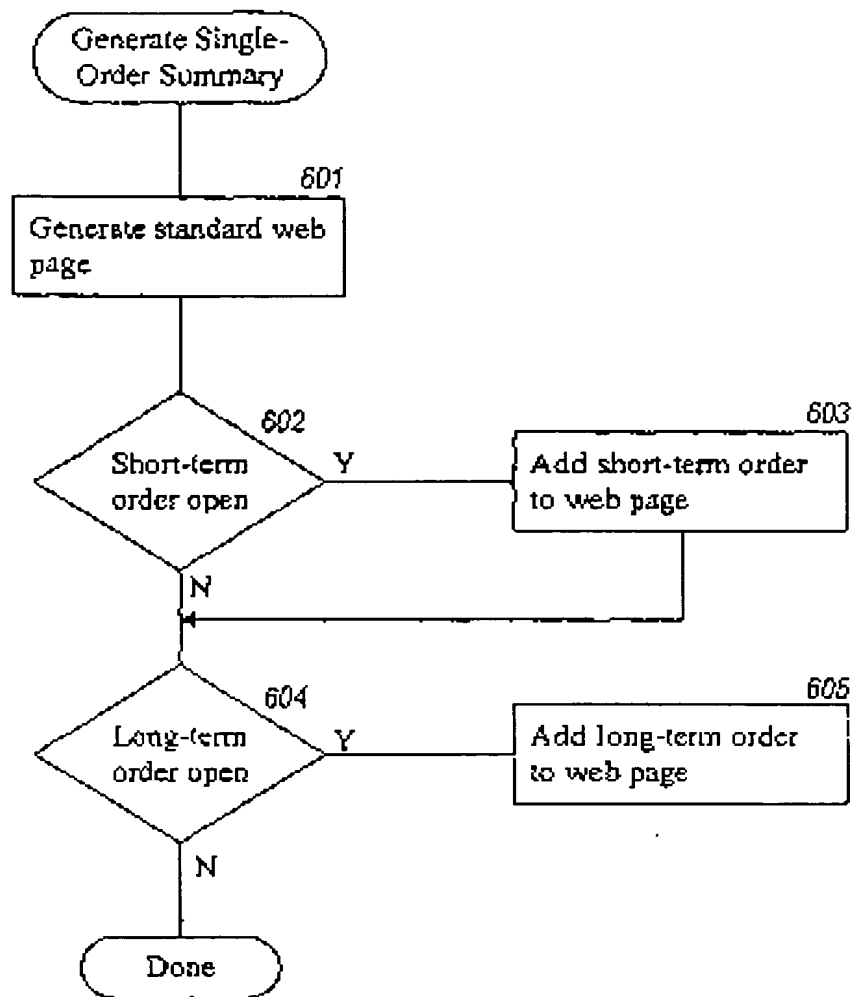 Generate Single-
Order Summary
601
Generate standard web
page
602
Short-term
order open
Y
N
603
Add short-term order
to web page
604
Long-term
order open
Y
N
605
Add long-term order
to web page
Done